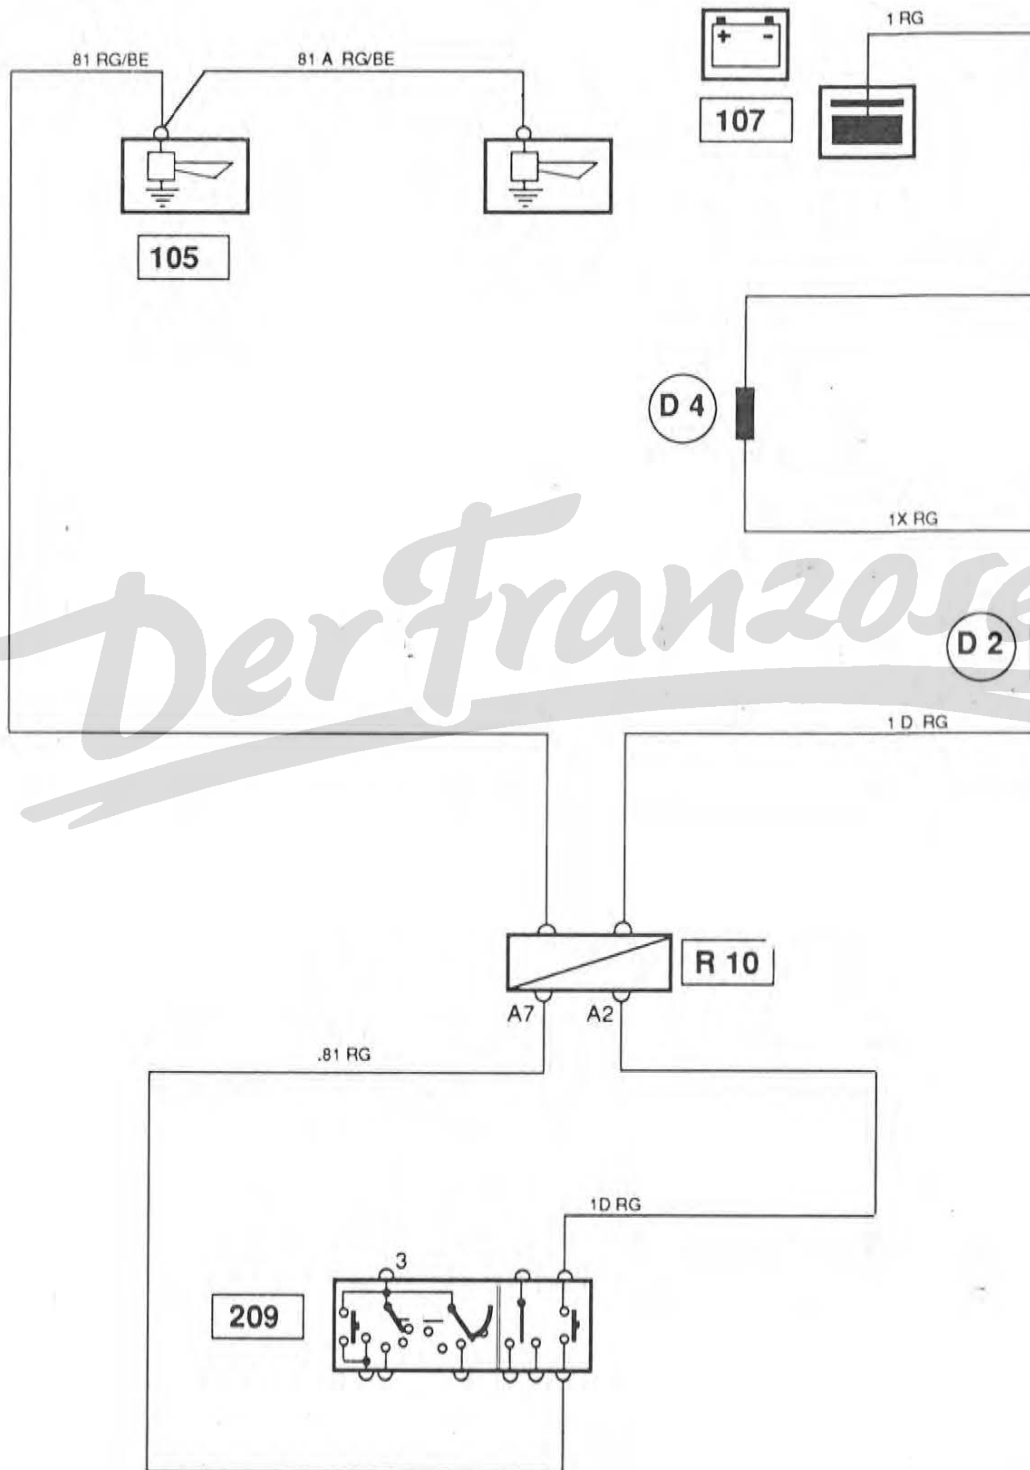 1 RG
81 RG/BE
81 A RG/BE
+ -
107
105
D 4
1X RG
Der Franzose
D 2
1 D RG
R 10
A7
A2
.81 RG
1D RG
3
209